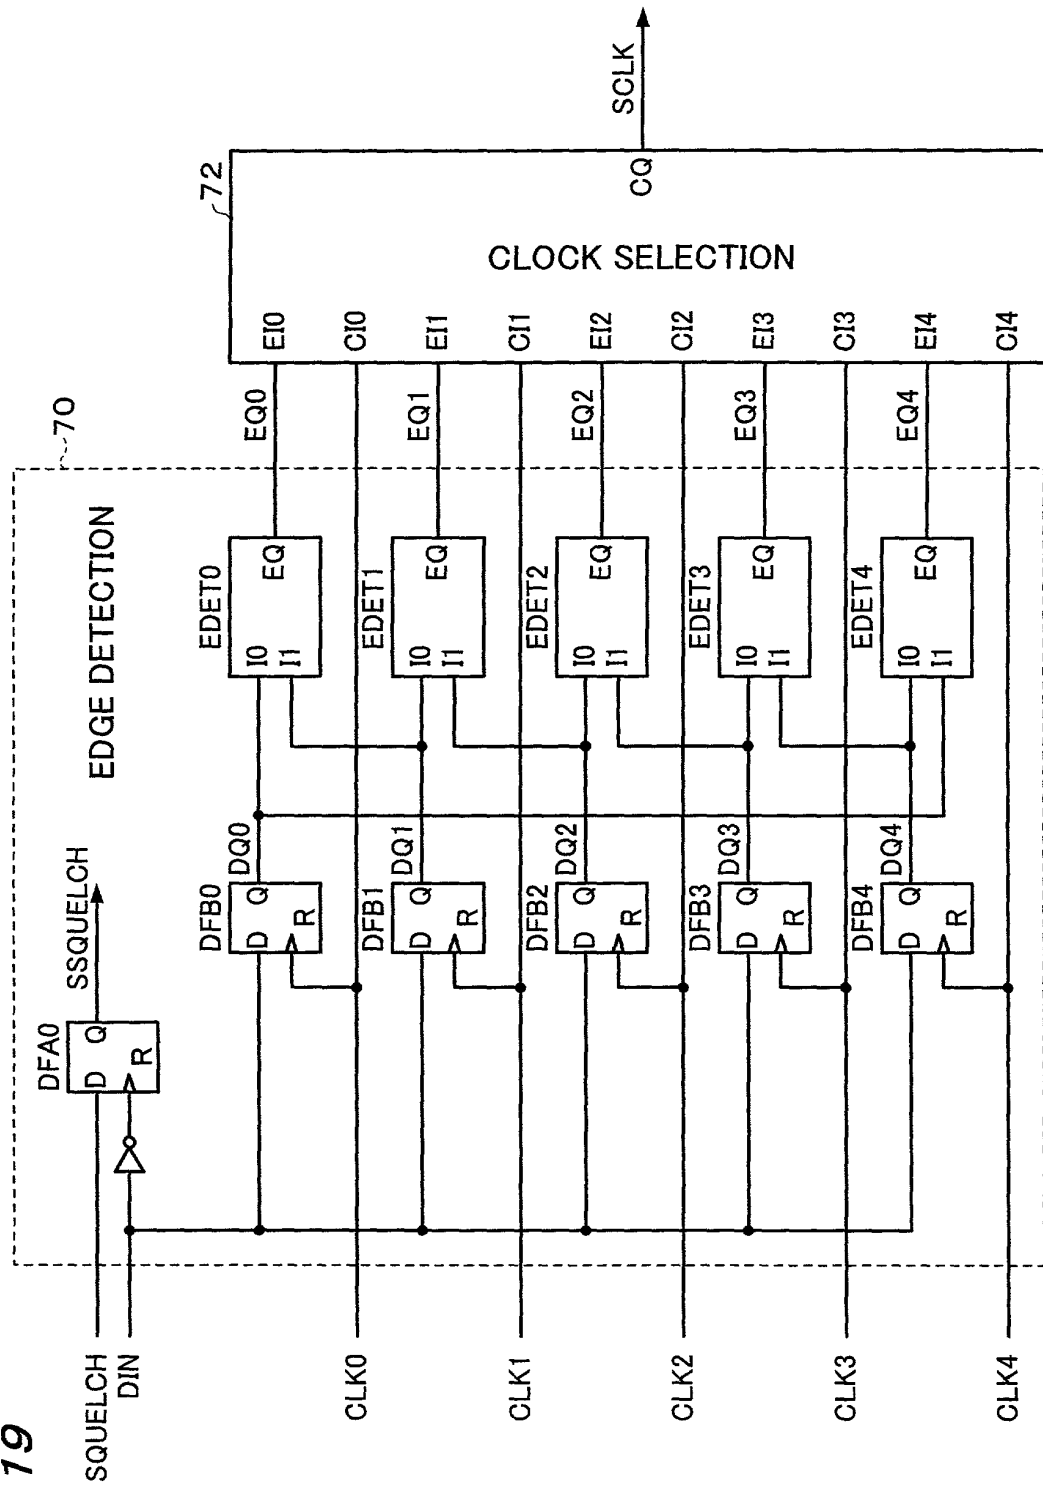 19
SQUELCH
DIN
DFA0
D Q
R
SSQUELCH
EDGE DETECTION
70
DFB0
D Q
R
DQ0
EDET0
I0
I1
EQ
EQ0
CLK0
DFB1
D Q
R
DQ1
EDET1
I0
I1
EQ
EQ1
CLK1
DFB2
D Q
R
DQ2
EDET2
I0
I1
EQ
EQ2
CLK2
DFB3
D Q
R
DQ3
EDET3
I0
I1
EQ
EQ3
CLK3
DFB4
D Q
R
DQ4
EDET4
I0
I1
EQ
EQ4
CLK4
72
EI0
CI0
EI1
CI1
EI2
CI2
EI3
CI3
EI4
CI4
CLOCK SELECTION
CQ
SCLK